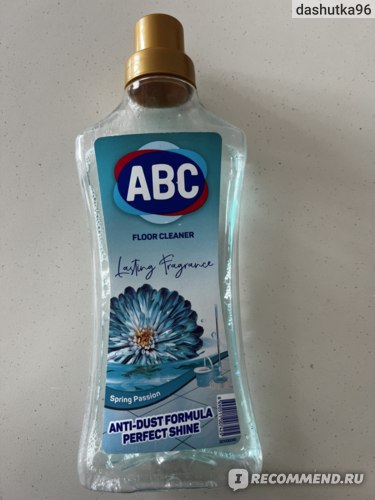 dashutka96
ABC
FLOOR CLEANER
Lasting Fragrance
Spring Passion
ANTI-DUST FORMULA
PERFECT SHINE
IRECOMMEND.RU